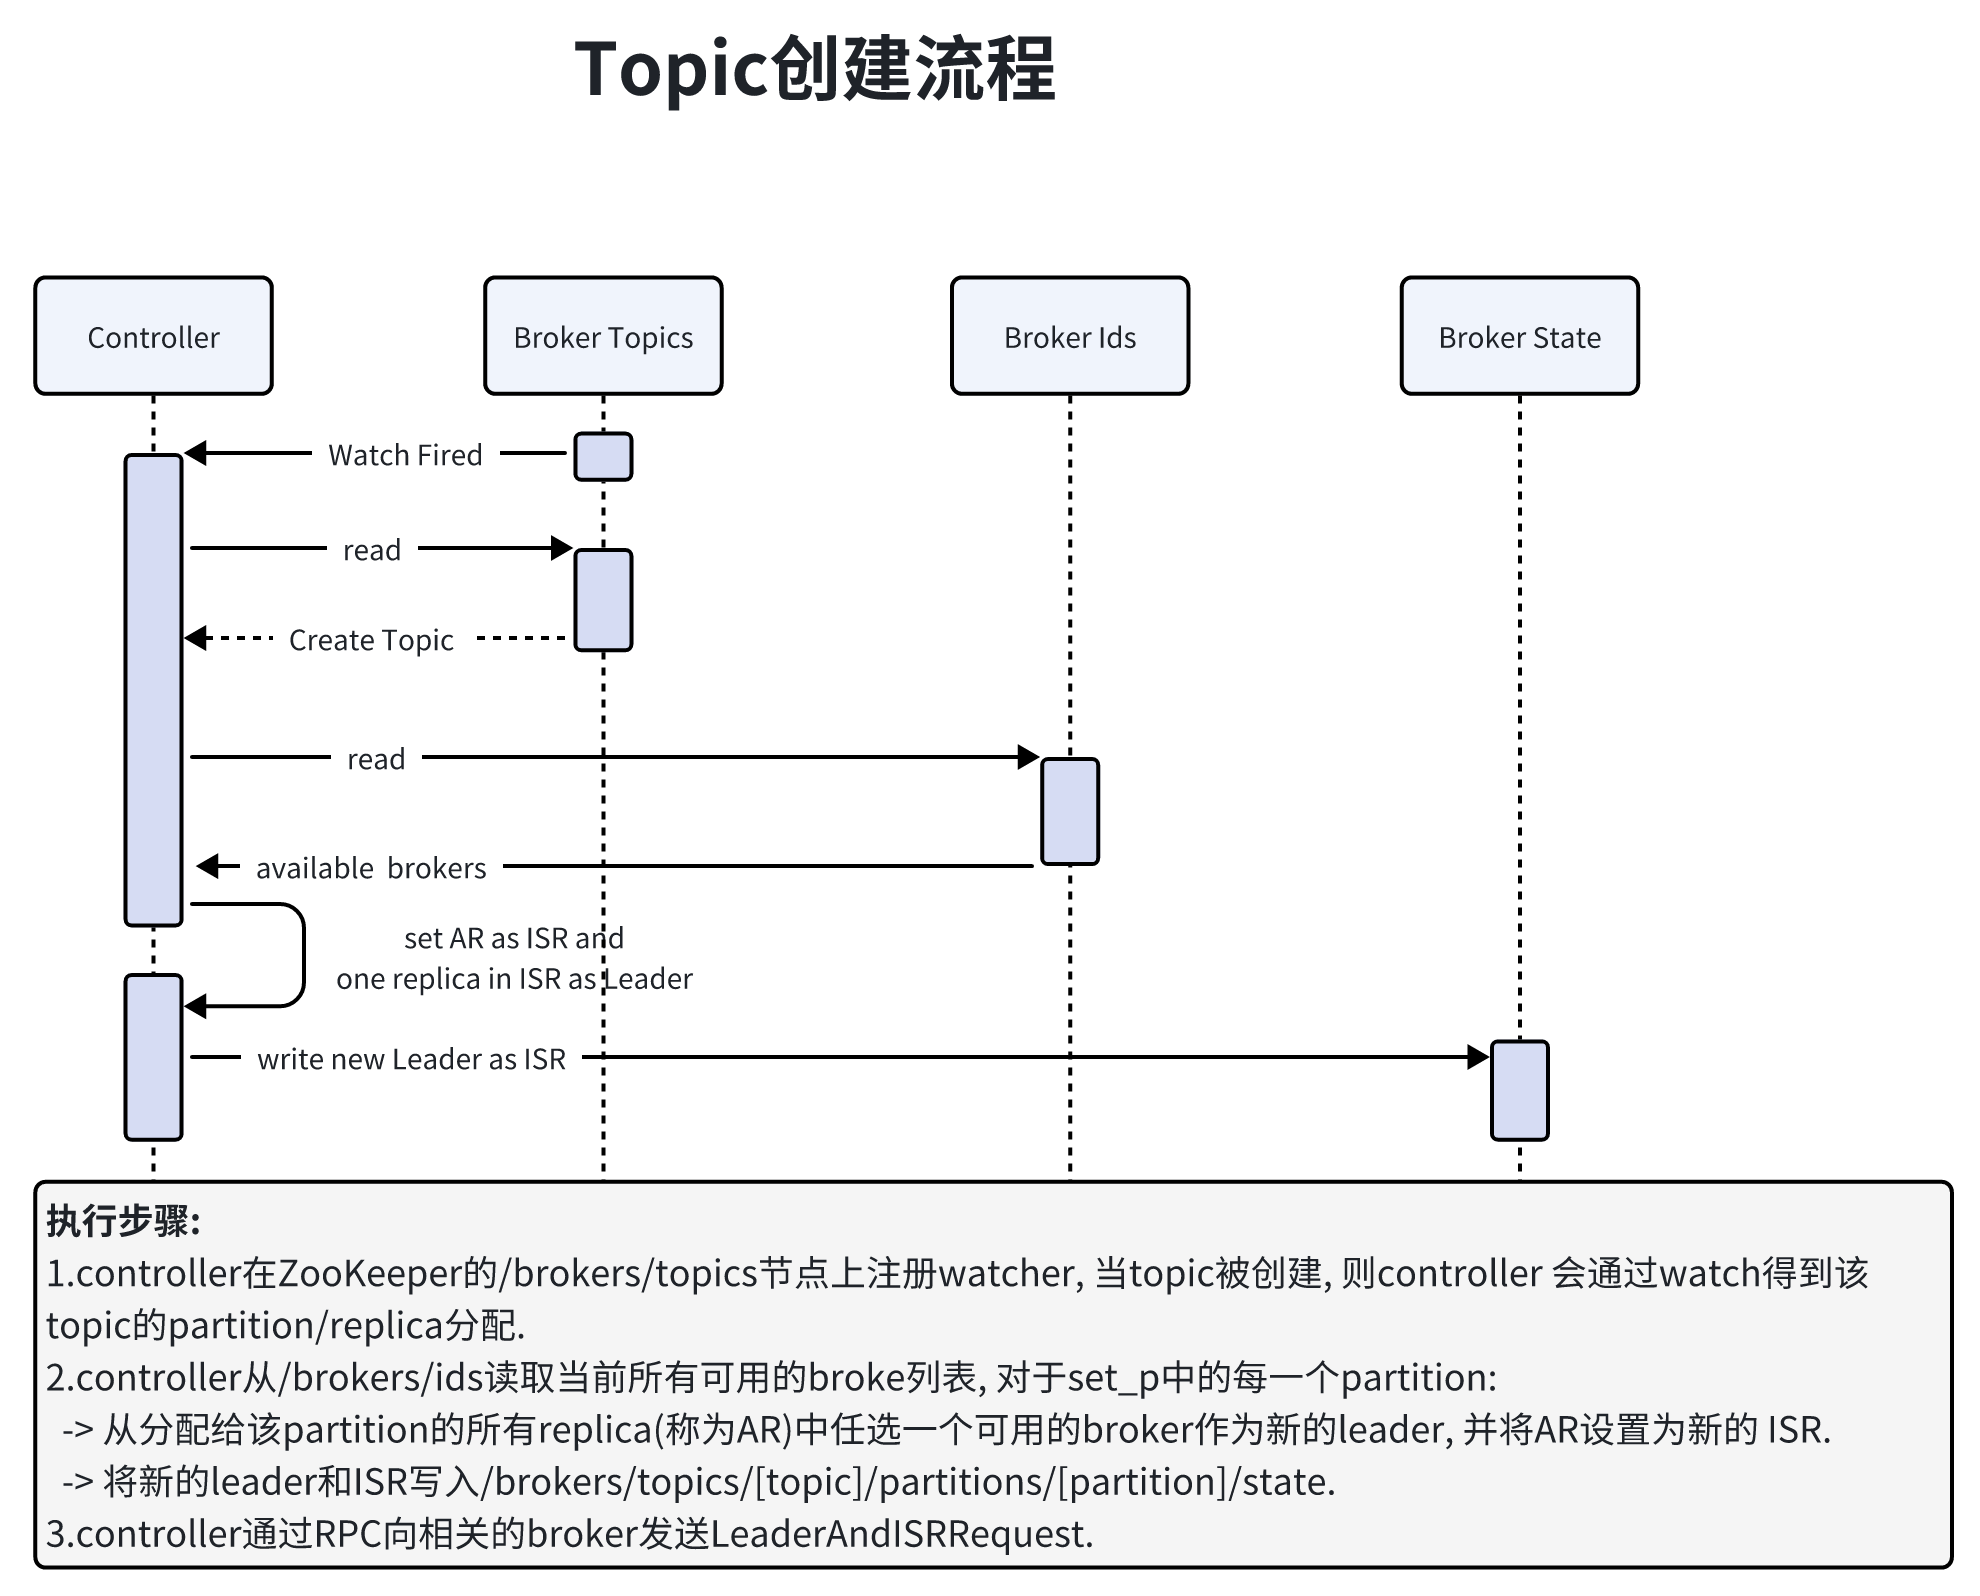 Topic创建流程
Controller
Broker Topics
Broker Ids
Broker State
Watch Fired
read
Create Topic
read
available  brokers
set AR as ISR and
one replica in ISR as Leader
write new Leader as ISR
执行步骤:
1.controller在ZooKeeper的/brokers/topics节点上注册watcher, 当topic被创建, 则controller 会通过watch得到该
topic的partition/replica分配.
2.controller从/brokers/ids读取当前所有可用的broke列表, 对于set_p中的每一个partition:
-> 从分配给该partition的所有replica(称为AR)中任选一个可用的broker作为新的leader, 并将AR设置为新的 ISR.
-> 将新的leader和ISR写入/brokers/topics/[topic]/partitions/[partition]/state.
3.controller通过RPC向相关的broker发送LeaderAndISRRequest.